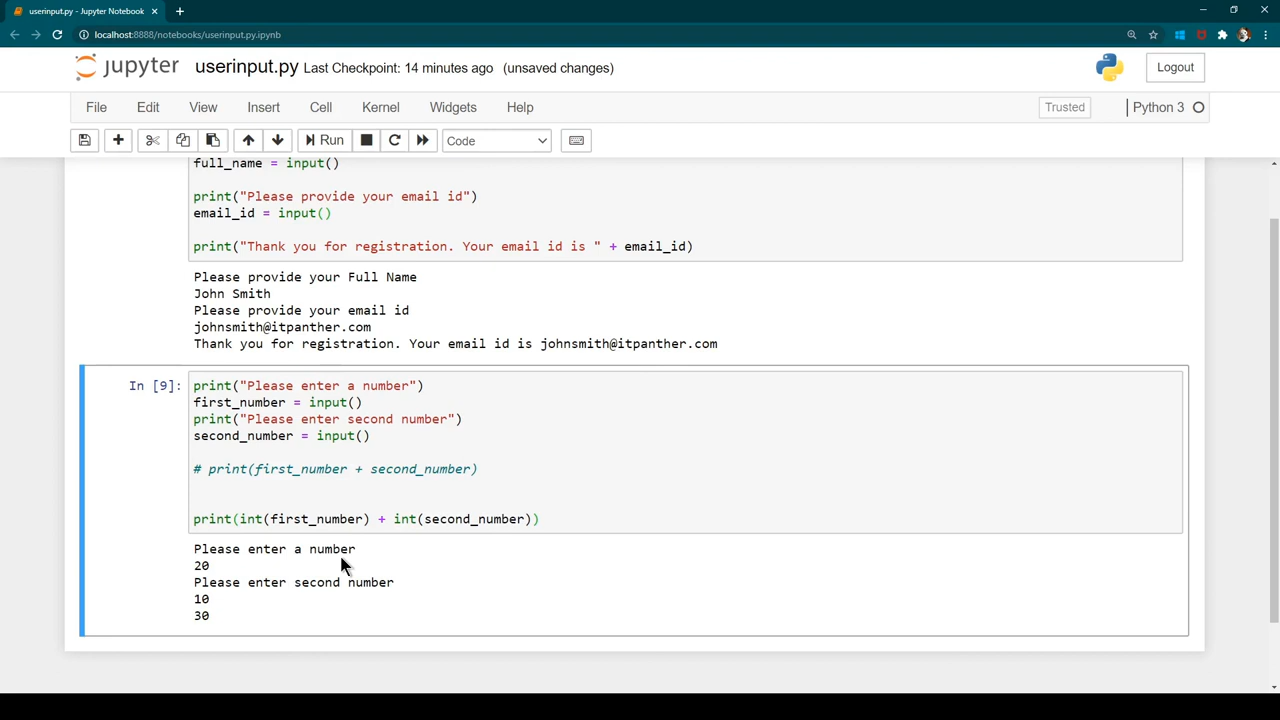 userinput.py - Jupyter Notebook
localhost:8888/notebooks/userinput.py.ipynb
jupyter userinput.py Last Checkpoint: 14 minutes ago (unsaved changes) Logout
File Edit View Insert Cell Kernel Widgets Help Trusted Python 3
Run Code
full_name = input()
print("Please provide your email id")
email_id = input()
print("Thank you for registration. Your email id is " + email_id)
Please provide your Full Name
John Smith
Please provide your email id
johnsmith@itpanther.com
Thank you for registration. Your email id is johnsmith@itpanther.com
In [9]: print("Please enter a number")
first_number = input()
print("Please enter second number")
second_number = input()
# print(first_number + second_number)
print(int(first_number) + int(second_number))
Please enter a number
20
Please enter second number
10
30